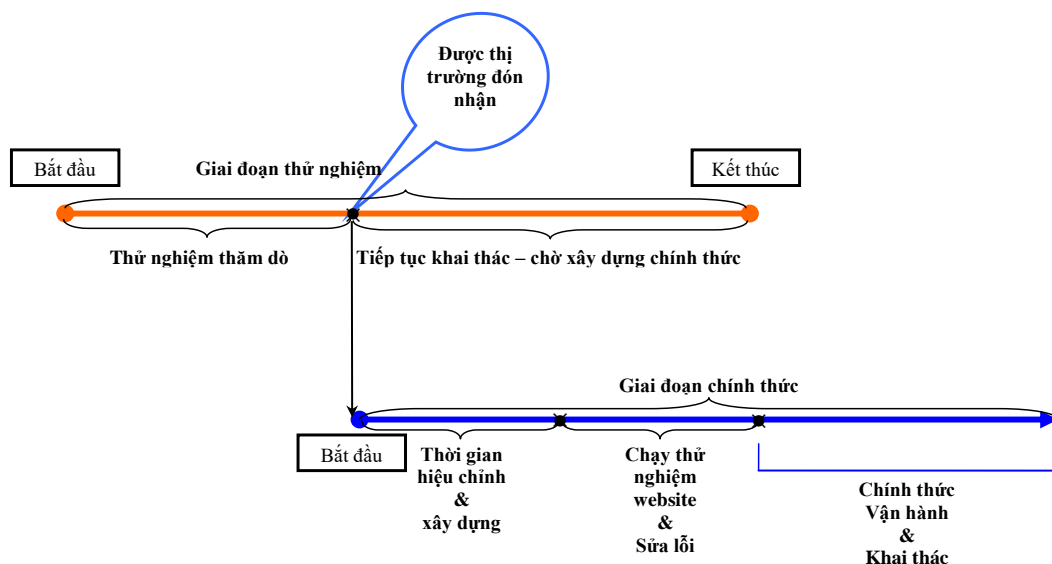 Được thị
trường đón
nhận
Bắt đầu
Giai đoạn thử nghiệm
Kết thúc
Thử nghiệm thăm dò
Tiếp tục khai thác – chờ xây dựng chính thức
Giai đoạn chính thức
Bắt đầu
Thời gian
hiệu chỉnh
&
xây dựng
Chạy thử
nghiệm
website
&
Sửa lỗi
Chính thức
Vận hành
&
Khai thác